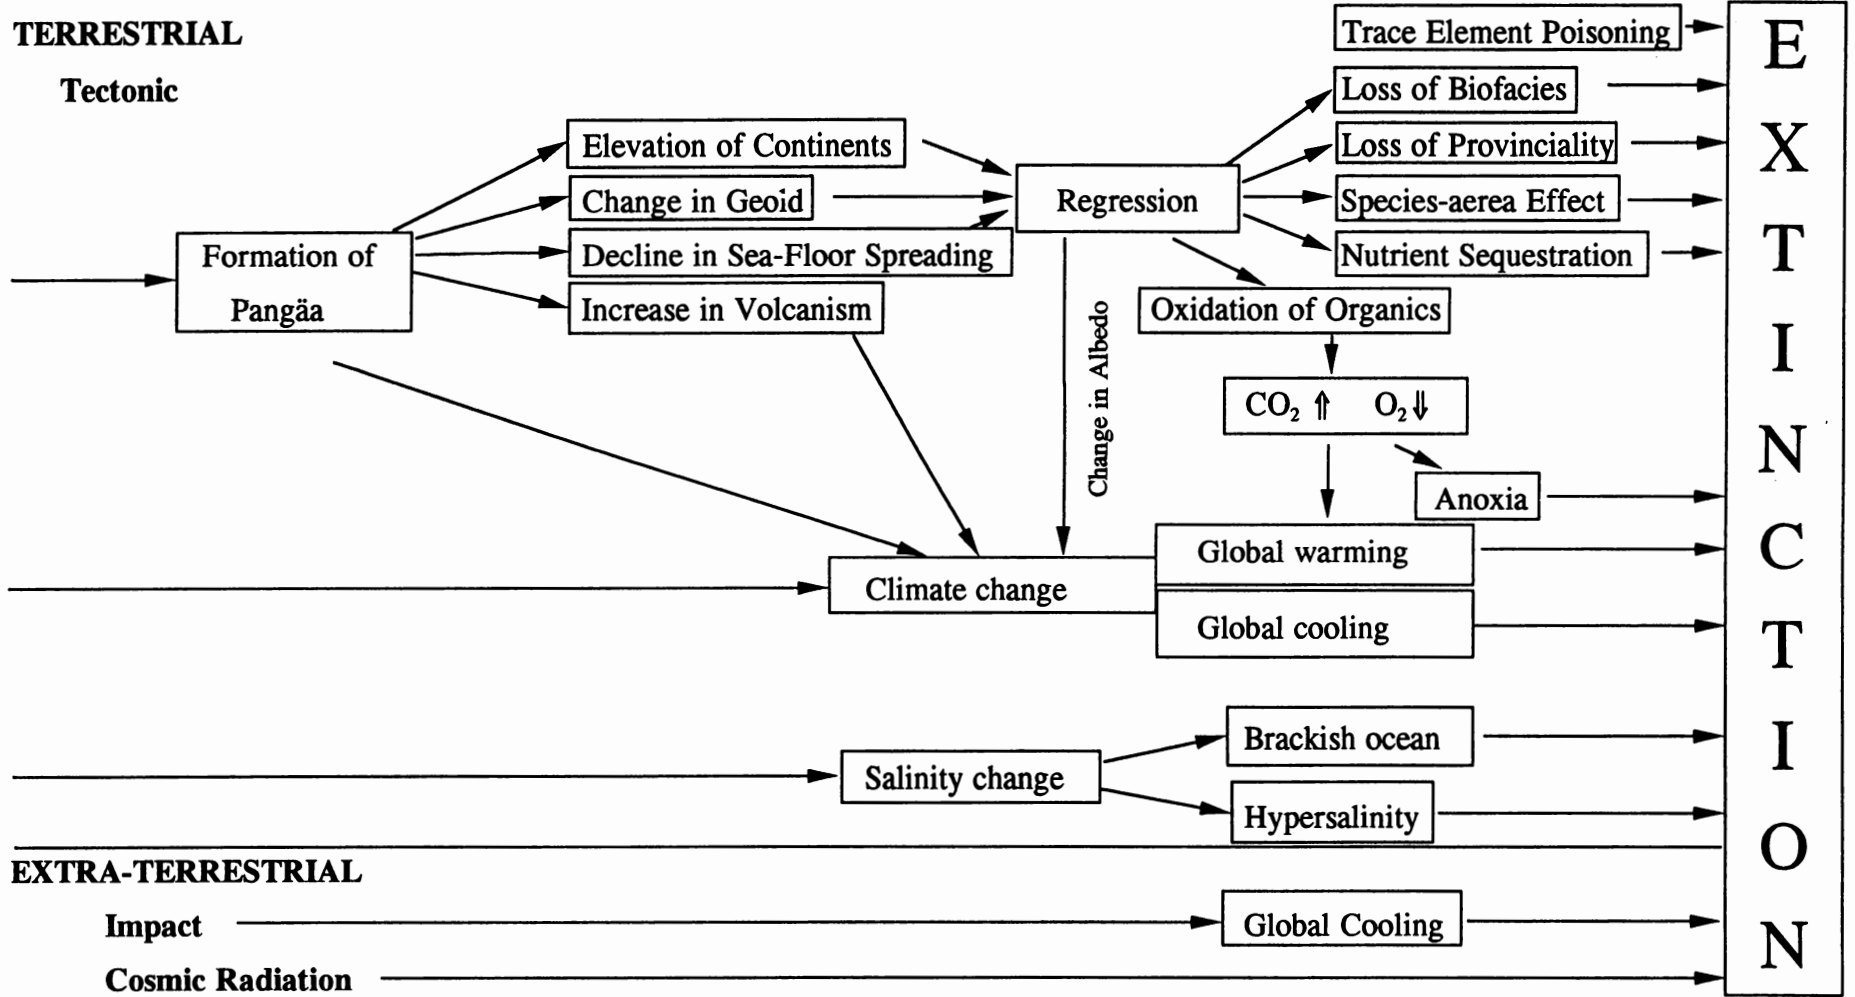 TERRESTRIAL
Tectonic
Trace Element Poisoning
Loss of Biofacies
Elevation of Continents
Loss of Provinciality
Change in Geoid
Regression
Species-aerea Effect
Formation of
Pangäa
Decline in Sea-Floor Spreading
Nutrient Sequestration
Increase in Volcanism
Oxidation of Organics
Change in Albedo
CO₂ ⇑ O₂ ⇓
Anoxia
Global warming
Climate change
Global cooling
Brackish ocean
Salinity change
Hypersalinity
EXTRA-TERRESTRIAL
Impact
Global Cooling
Cosmic Radiation
EXTINCTION